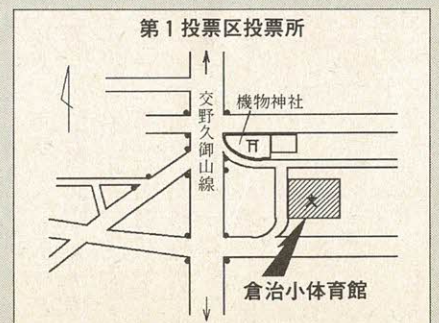 第1投票区投票所
機物神社
交野久御山線
倉治小体育館